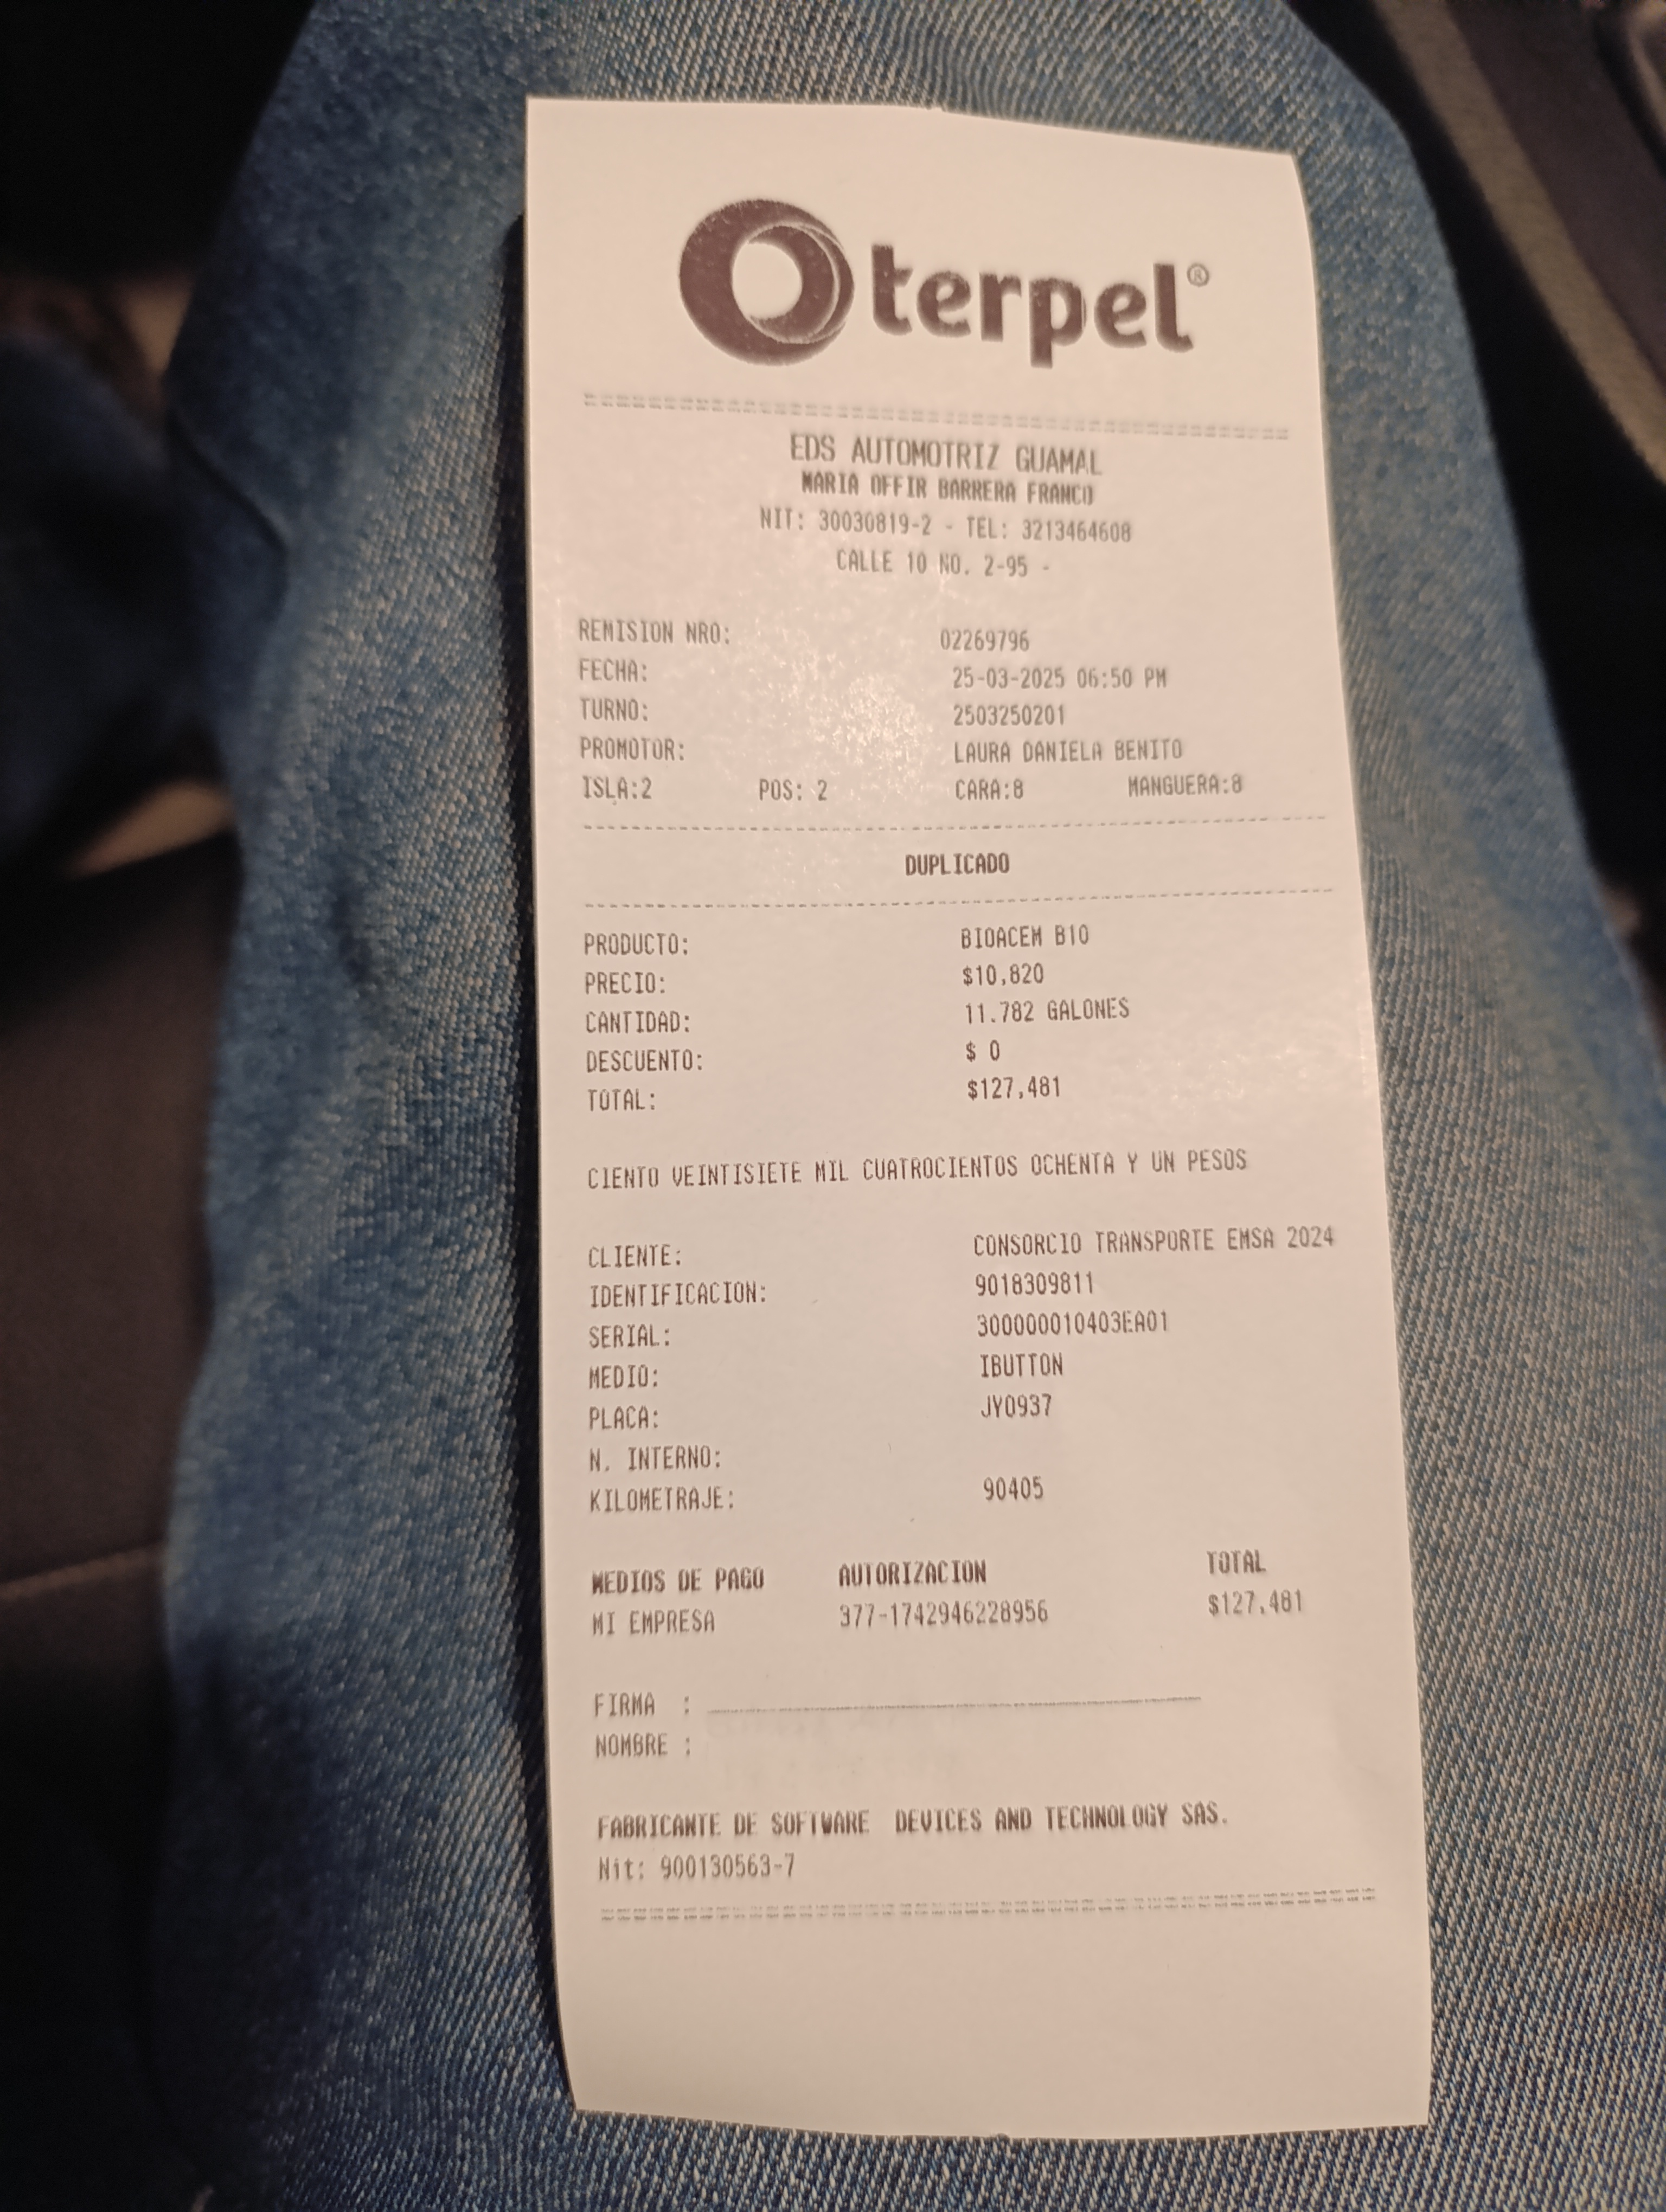 terpel®
EDS AUTOMOTRIZ GUAMAL
MARIA OFFIR BARRERA FRANCO
NIT: 30030819-2 - TEL: 3213464608
CALLE 10 NO. 2-95 -
REMISION NRO: 02269796
FECHA: 25-03-2025 06:50 PM
TURNO: 2503250201
PROMOTOR: LAURA DANIELA BENITO
ISLA:2 POS: 2 CARA:8 MANGUERA:8
DUPLICADO
PRODUCTO: BIOACEM B10
PRECIO: $10,820
CANTIDAD: 11.782 GALONES
DESCUENTO: $ 0
TOTAL: $127,481
CIENTO VEINTISIETE MIL CUATROCIENTOS OCHENTA Y UN PESOS
CLIENTE: CONSORCIO TRANSPORTE EMSA 2024
IDENTIFICACION: 9018309811
SERIAL: 300000010403EA01
MEDIO: IBUTTON
PLACA: JYO937
N. INTERNO:
KILOMETRAJE: 90405
MEDIOS DE PAGO AUTORIZACION TOTAL
MI EMPRESA 377-1742946228956 $127,481
FIRMA :
NOMBRE :
FABRICANTE DE SOFTWARE DEVICES AND TECHNOLOGY SAS.
Nit: 900130563-7